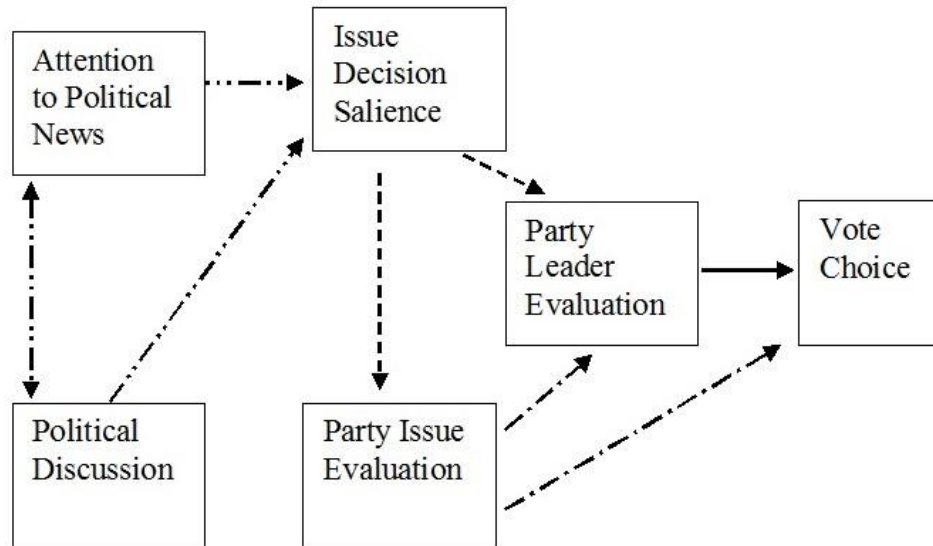 Attention
to Political
News
Issue
Decision
Salience
Party
Leader
Evaluation
Vote
Choice
Political
Discussion
Party Issue
Evaluation